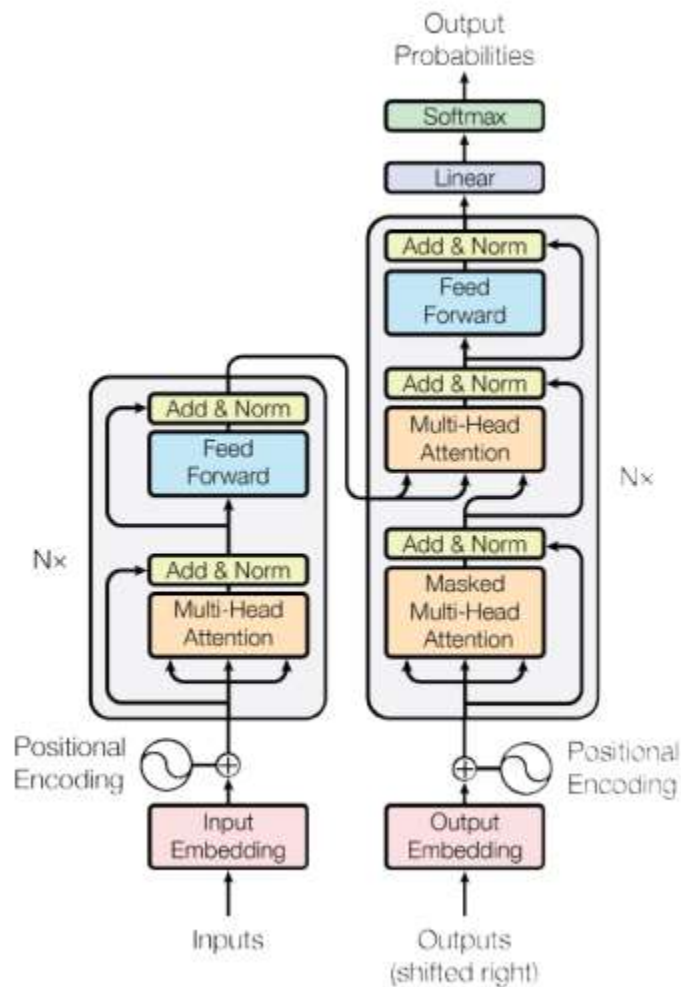 Output
Probabilities
Softmax
Linear
Add & Norm
Feed
Forward
Add & Norm
Multi-Head
Attention
Add & Norm
Masked
Multi-Head
Attention
Nx
Add & Norm
Feed
Forward
Add & Norm
Multi-Head
Attention
Nx
Positional
Encoding
Positional
Encoding
Input
Embedding
Output
Embedding
Inputs
Outputs
(shifted right)